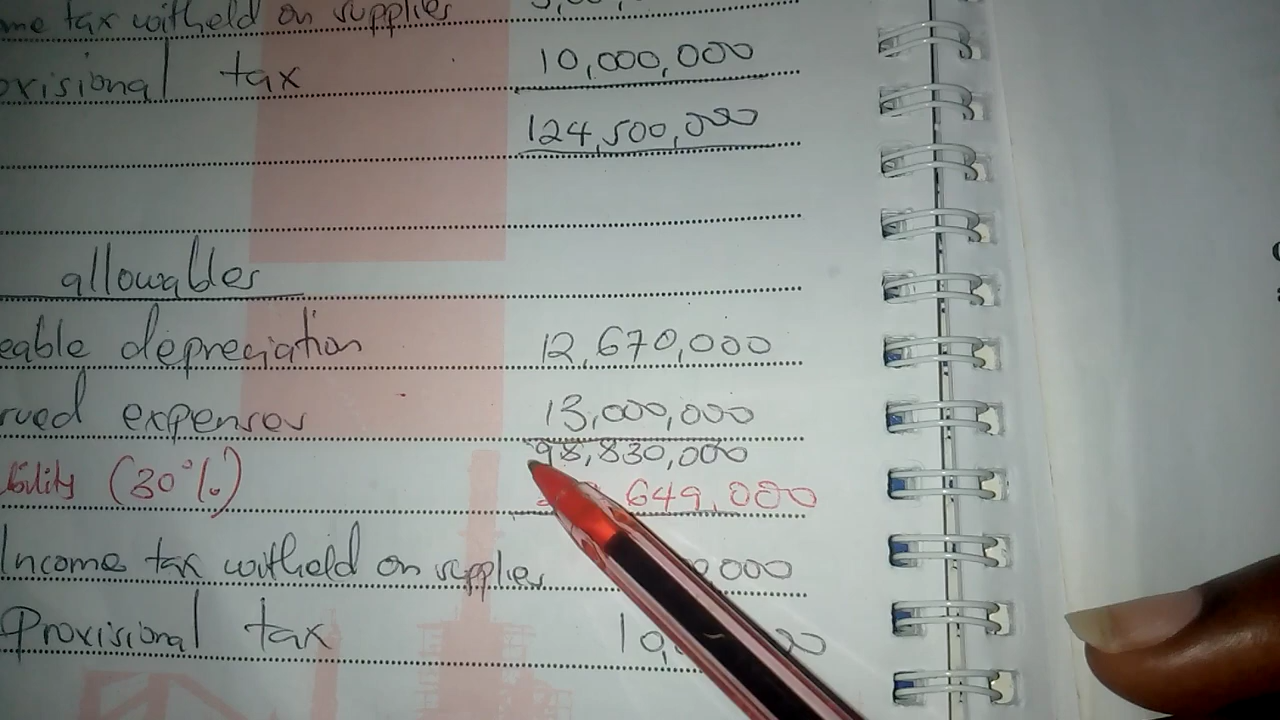 me tax witheld on supplies
ovisional tax 10,000,000
124,500,000
allowables
eable depreciation 12,670,000
rued expenses 13,000,000
98,830,000
bility (30%) 649,000
Income tax witheld on supplies 0000
Provisional tax 10,